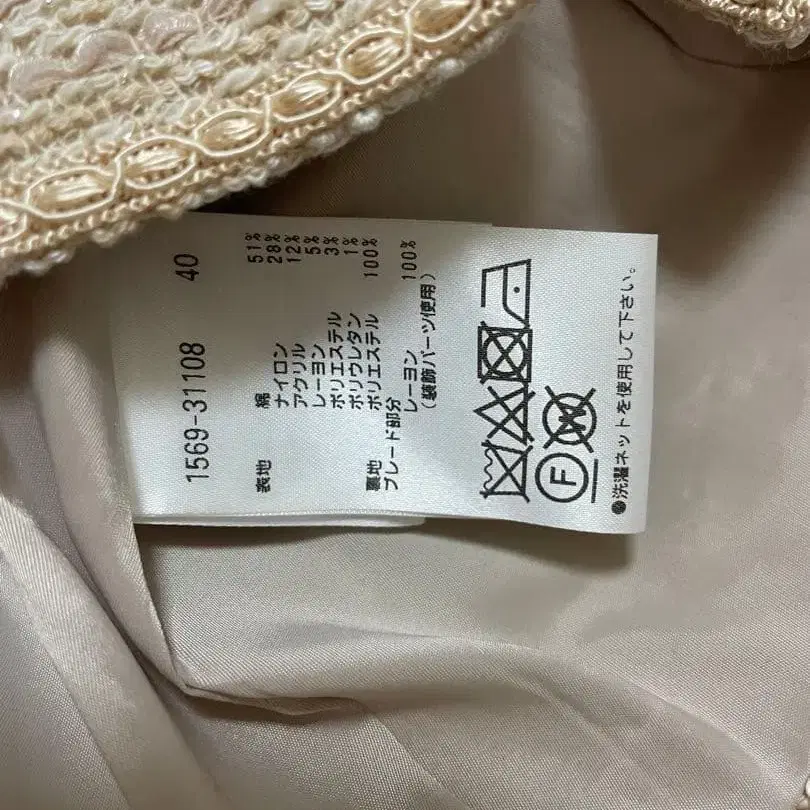 1569-31108 40
表地 綿 51%
ナイロン 28%
アクリル 12%
レーヨン 5%
ポリエステル 3%
ポリウレタン 1%
裏地 ポリエステル 100%
ブレード部分
レーヨン 100%
(装飾パーツ使用)
F W
●洗濯ネットを使用して下さい。